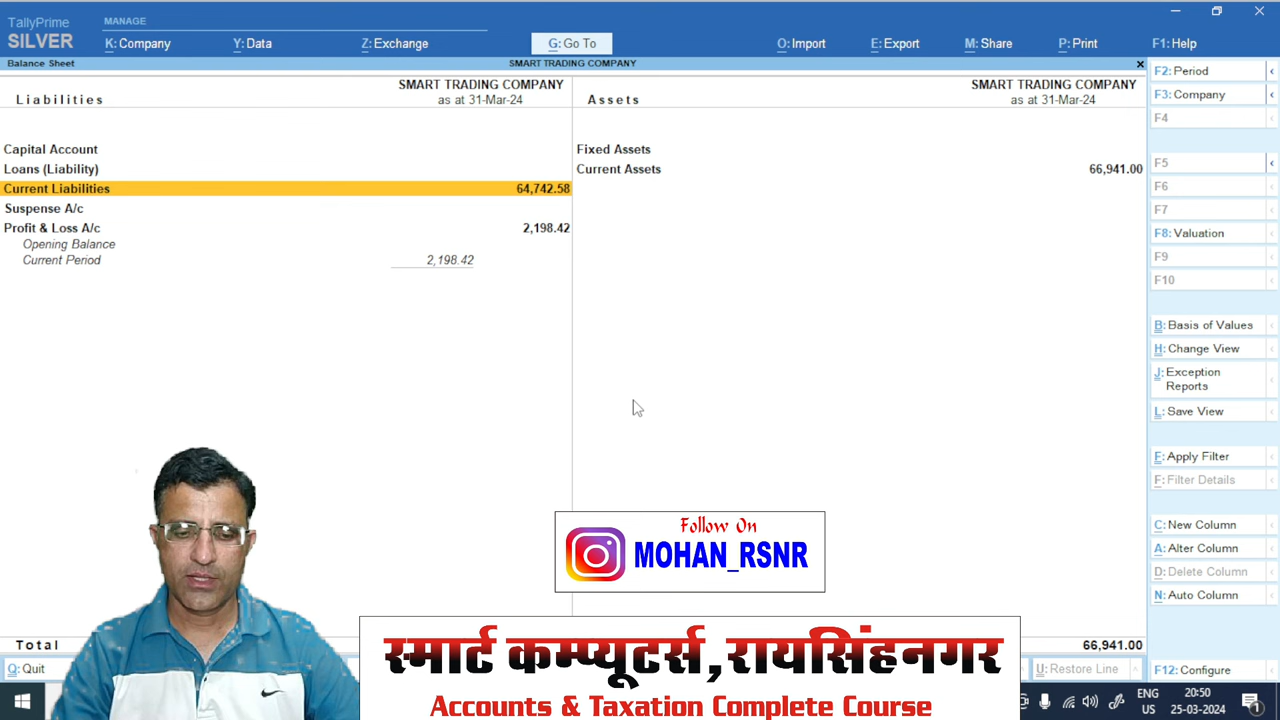 TallyPrime
SILVER
MANAGE
K: Company
Y: Data
Z: Exchange
G: Go To
O: Import
E: Export
M: Share
P: Print
F1: Help
Balance Sheet
SMART TRADING COMPANY
Liabilities
SMART TRADING COMPANY
as at 31-Mar-24
Assets
SMART TRADING COMPANY
as at 31-Mar-24
Capital Account
Loans (Liability)
Current Liabilities 64,742.58
Suspense A/c
Profit & Loss A/c 2,198.42
Opening Balance
Current Period 2,198.42
Fixed Assets
Current Assets 66,941.00
Total
66,941.00
F2: Period
F3: Company
F4
F5
F6
F7
F8: Valuation
F9
F10
B: Basis of Values
H: Change View
J: Exception
Reports
L: Save View
E: Apply Filter
F: Filter Details
C: New Column
A: Alter Column
D: Delete Column
N: Auto Column
Follow On
MOHAN_RSNR
Q: Quit
U: Restore Line
F12: Configure
स्मार्ट कम्प्यूटर्स,रायसिंहनगर
Accounts & Taxation Complete Course
ENG
US
20:50
25-03-2024
1